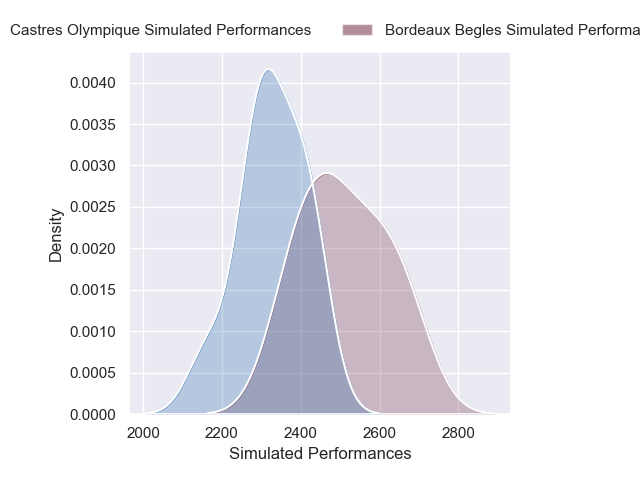 Castres Olympique Simulated Performances
Bordeaux Begles Simulated Performa
0.0040
0.0035
0.0030
0.0025
0.0020
0.0015
0.0010
0.0005
0.0000
Density
2000 2200 2400 2600 2800
Simulated Performances